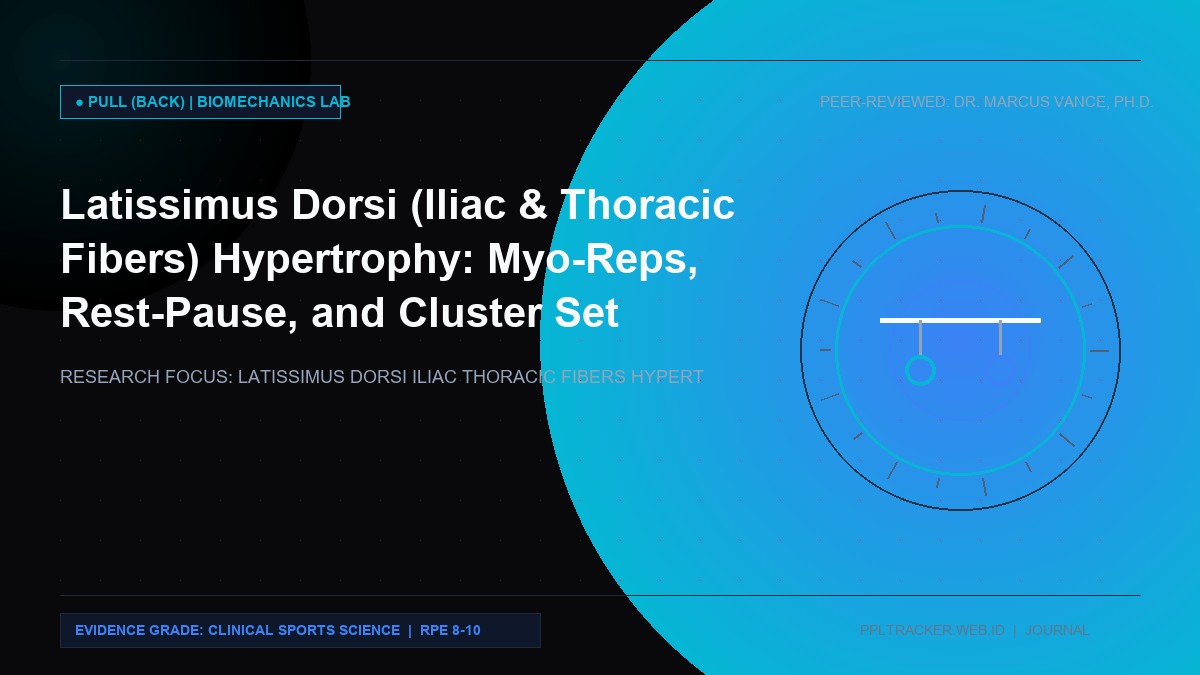 ● PULL (BACK) | BIOMECHANICS LAB
PEER-REVIEWED: DR. MARCUS VANCE, PH.D.
Latissimus Dorsi (Iliac & Thoracic
Fibers) Hypertrophy: Myo-Reps,
Rest-Pause, and Cluster Set
RESEARCH FOCUS: LATISSIMUS DORSI ILIAC THORACIC FIBERS HYPERT
EVIDENCE GRADE: CLINICAL SPORTS SCIENCE | RPE 8-10
PPLTRACKER.WEB.ID | JOURNAL